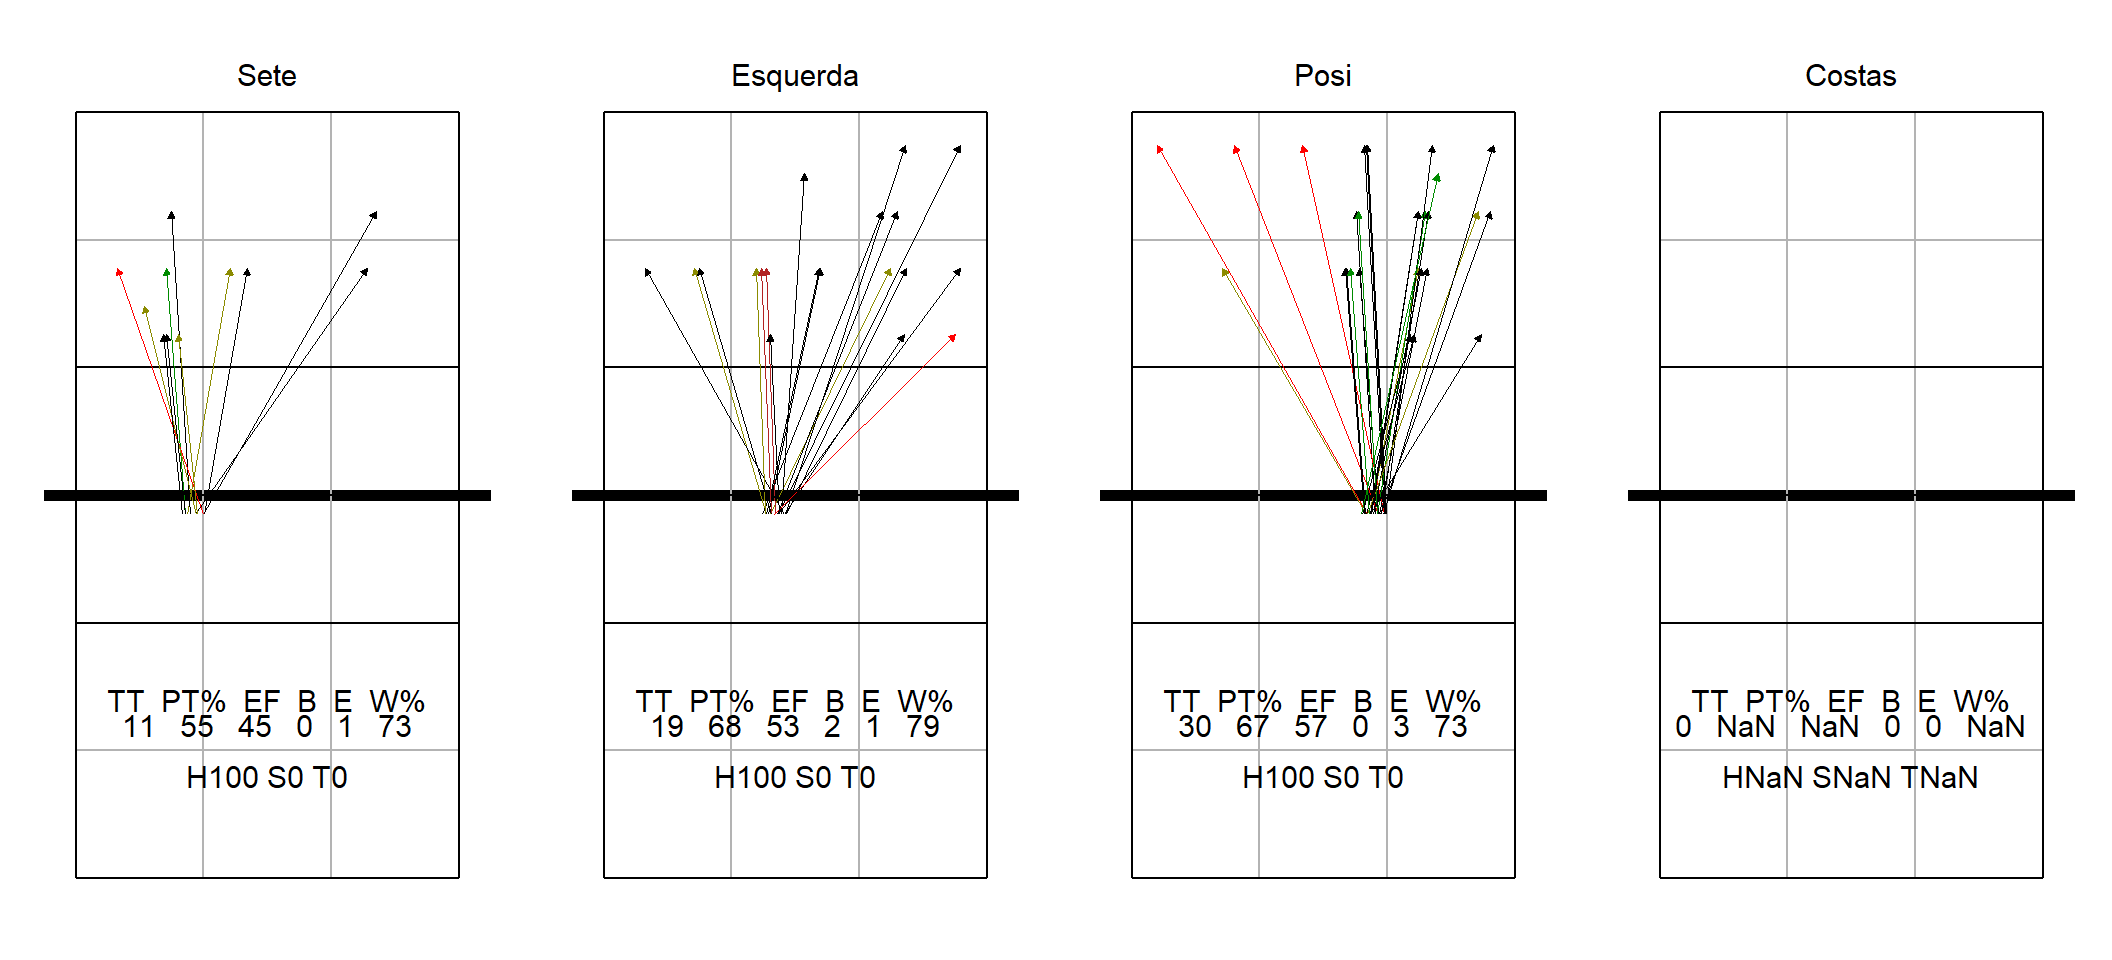 Sete
Esquerda
Posi
Costas
TT PT% EF B E W%
11 55 45 0 1 73
H100 S0 T0
TT PT% EF B E W%
19 68 53 2 1 79
H100 S0 T0
TT PT% EF B E W%
30 67 57 0 3 73
H100 S0 T0
TT PT% EF B E W%
0 NaN NaN 0 0 NaN
HNaN SNaN TNaN